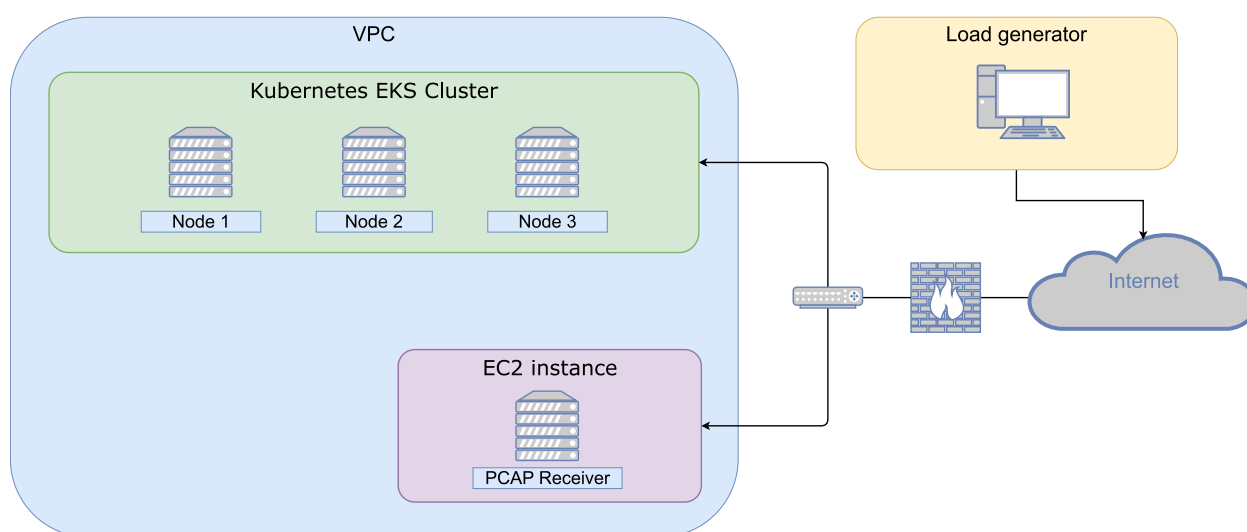 VPC
Load generator
Kubernetes EKS Cluster
Node 1
Node 2
Node 3
Internet
EC2 instance
PCAP Receiver